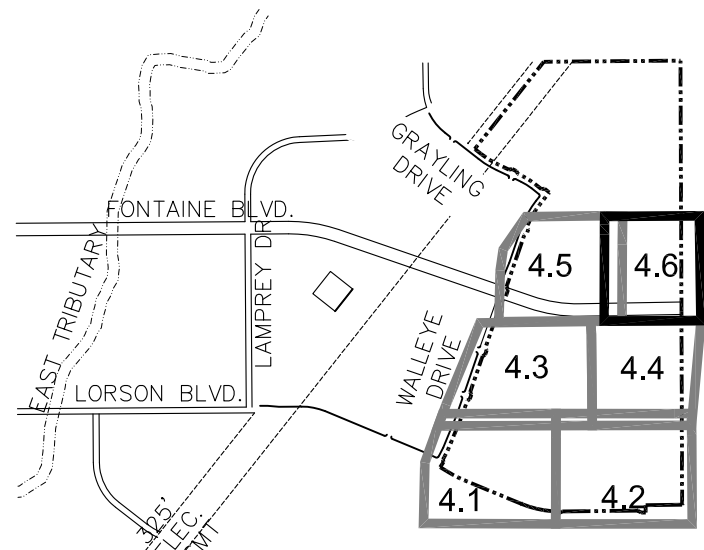 GRAYLING
DRIVE
FONTAINE BLVD.
LAMPREY DR
EAST TRIBUTARY
4.5
4.6
WALLEYE
DRIVE
4.3
4.4
LORSON BLVD.
4.1
4.2
325'